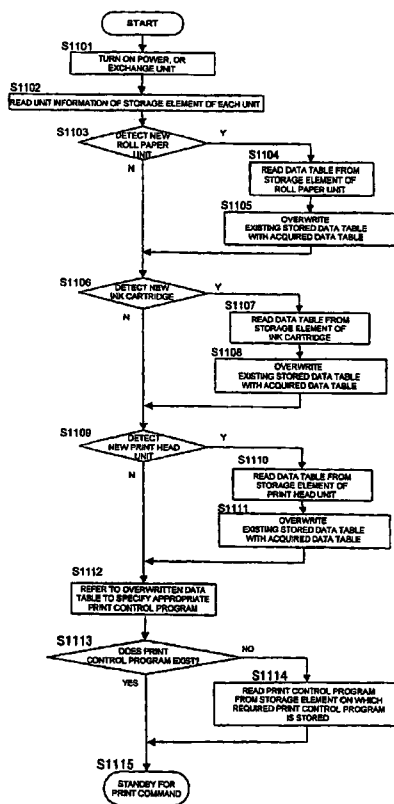 START
S1101
TURN ON POWER, OR
EXCHANGE UNIT
S1102
READ UNIT INFORMATION OF STORAGE ELEMENT OF EACH UNIT
S1103
DETECT NEW
ROLL PAPER
UNIT
Y
N
S1104
READ DATA TABLE FROM
STORAGE ELEMENT OF
ROLL PAPER UNIT
S1105
OVERWRITE
EXISTING STORED DATA TABLE
WITH ACQUIRED DATA TABLE
S1106
DETECT NEW
INK CARTRIDGE
Y
N
S1107
READ DATA TABLE FROM
STORAGE ELEMENT OF
INK CARTRIDGE
S1108
OVERWRITE
EXISTING STORED DATA TABLE
WITH ACQUIRED DATA TABLE
S1109
DETECT
NEW PRINT HEAD
UNIT
Y
N
S1110
READ DATA TABLE FROM
STORAGE ELEMENT OF
PRINT HEAD UNIT
S1111
OVERWRITE
EXISTING STORED DATA TABLE
WITH ACQUIRED DATA TABLE
S1112
REFER TO OVERWRITTEN DATA
TABLE TO SPECIFY APPROPRIATE
PRINT CONTROL PROGRAM
S1113
DOES PRINT
CONTROL PROGRAM EXIST?
NO
YES
S1114
READ PRINT CONTROL PROGRAM
FROM STORAGE ELEMENT ON WHICH
REQUIRED PRINT CONTROL PROGRAM
IS STORED
S1115
STANDBY FOR
PRINT COMMAND